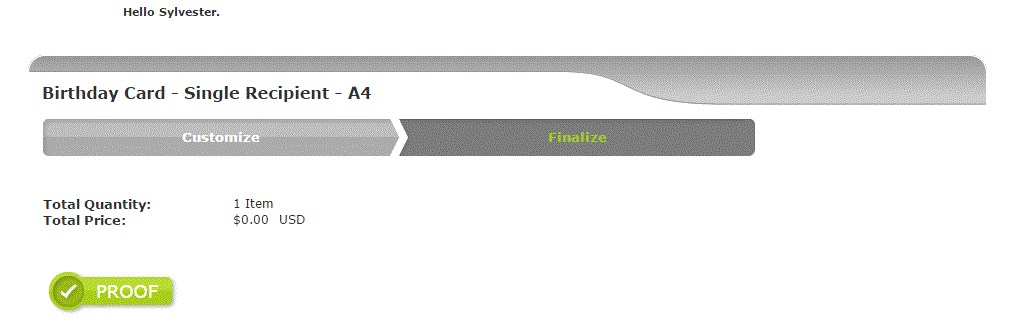 Hello Sylvester.
Birthday Card - Single Recipient - A4
Customize
Finalize
Total Quantity: 1 Item
Total Price: $0.00 USD
PROOF